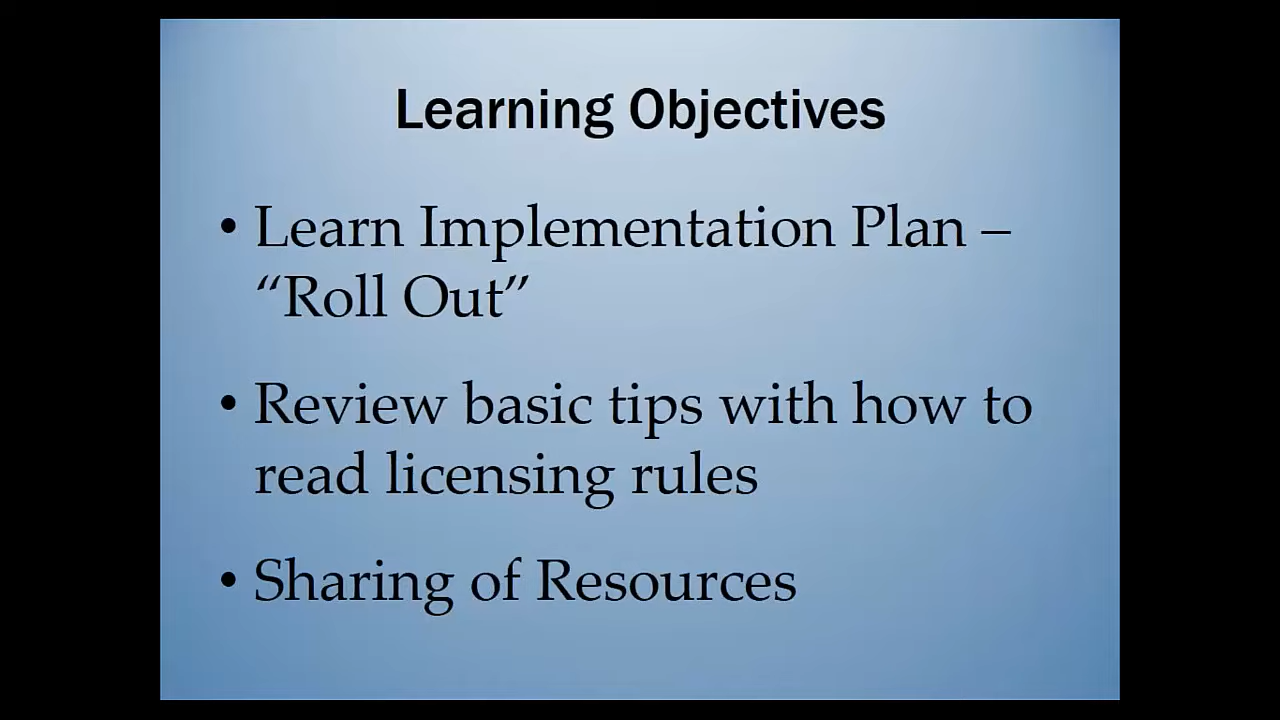 Learning Objectives
• Learn Implementation Plan –
“Roll Out”
• Review basic tips with how to
read licensing rules
• Sharing of Resources